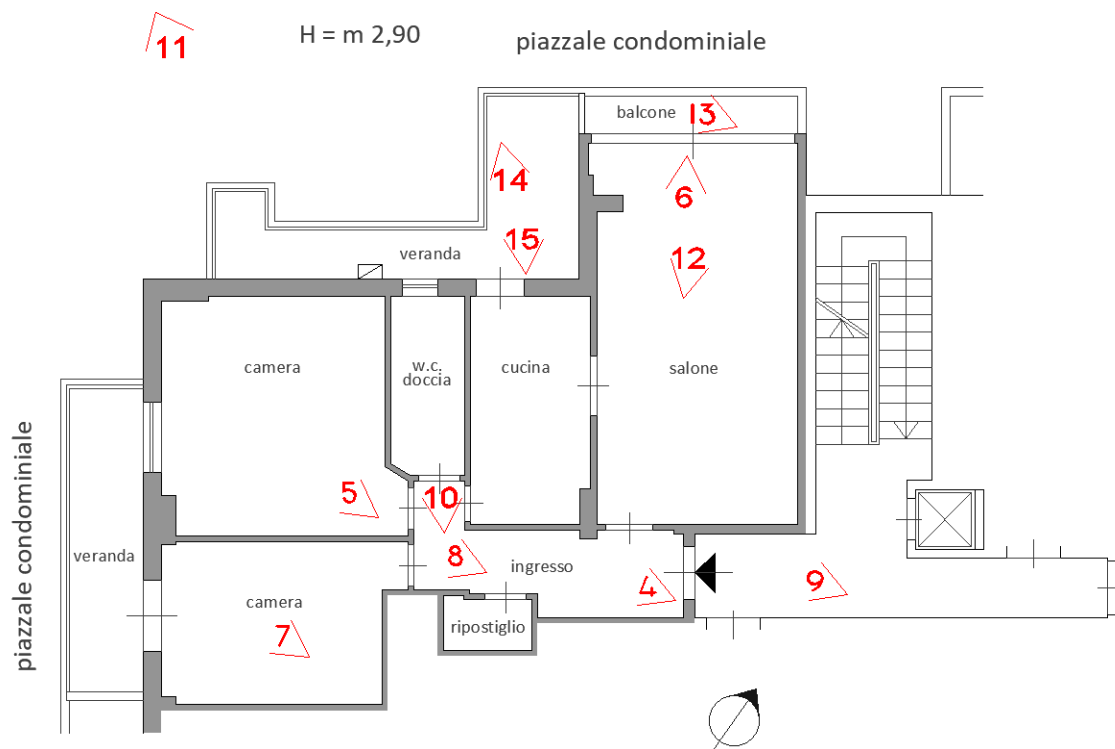 11
H = m 2,90
piazzale condominiale
balcone
13
14
6
15
veranda
12
camera
w.c.
doccia
cucina
salone
piazzale condominiale
veranda
5
10
8
ingresso
4
9
camera
7
ripostiglio